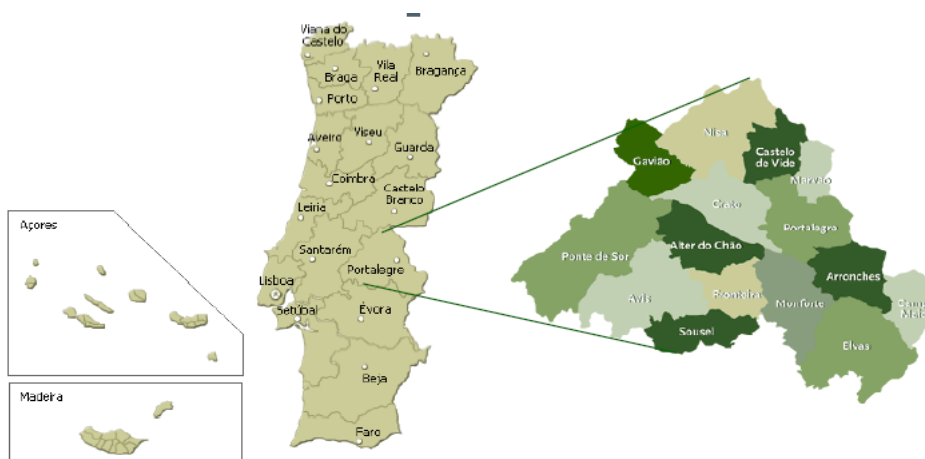 Viana do
Castelo
Braga
Vila
Real
Bragança
Porto
Aveiro
Viseu
Guarda
Coimbra
Castelo
Branco
Leiria
Santarém
Portalegre
Lisboa
Setúbal
Évora
Beja
Faro
Açores
Madeira
Nisa
Gavião
Castelo
de Vide
Marvão
Crato
Portalegre
Ponte de Sor
Alter do Chão
Arronches
Avis
Fronteira
Monforte
Sousel
Elvas